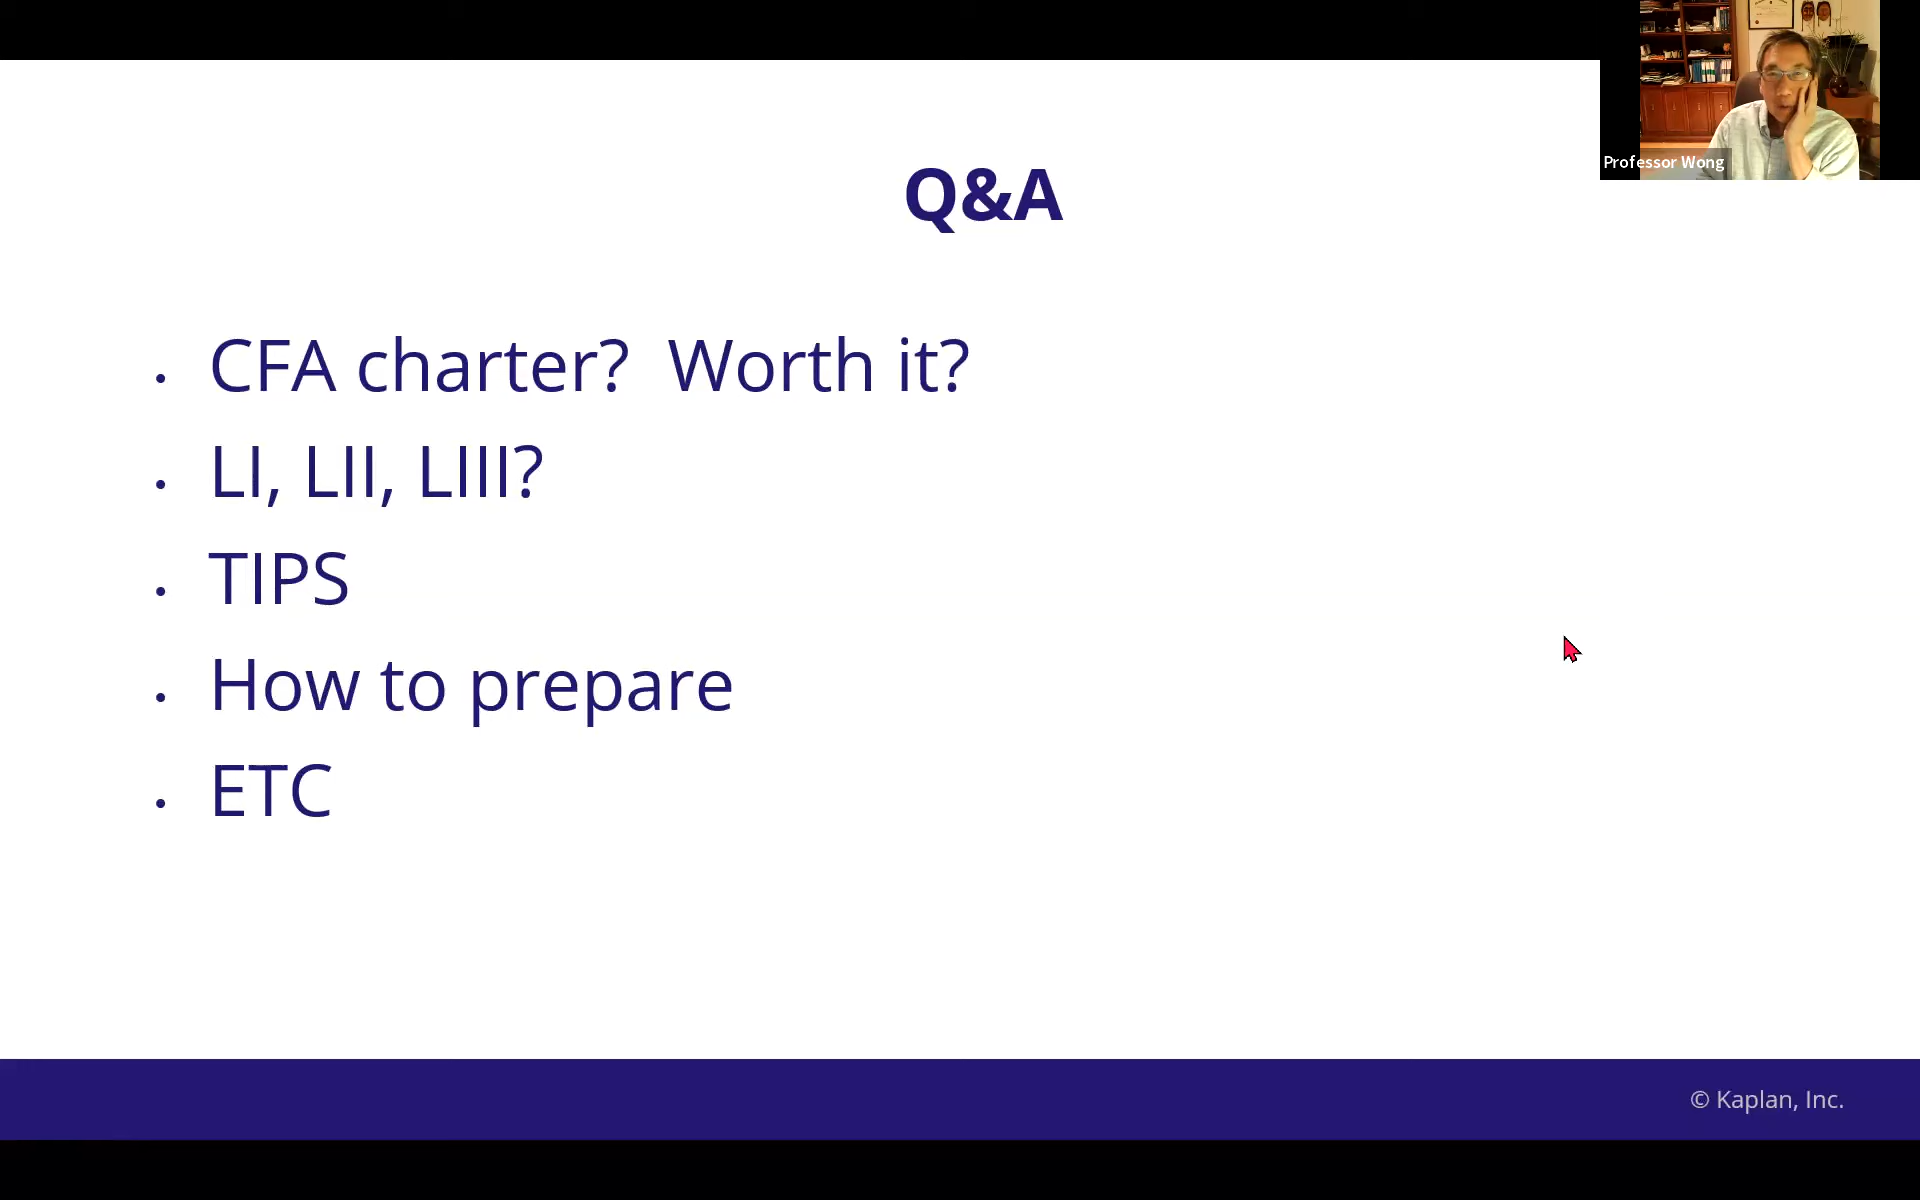 Professor Wong
Q&A
• CFA charter?  Worth it?
• LI, LII, LIII?
• TIPS
• How to prepare
• ETC
© Kaplan, Inc.